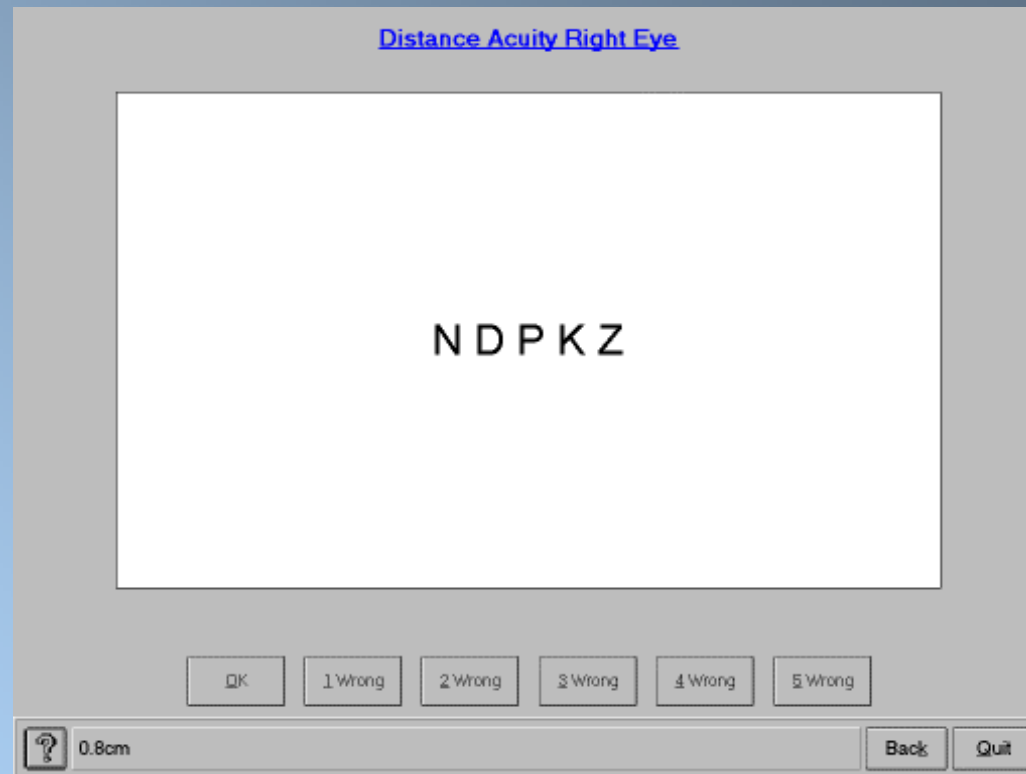 Distance Acuity Right Eye
N D P K Z
OK 1 Wrong 2 Wrong 3 Wrong 4 Wrong 5 Wrong
? 0.8cm Back Quit